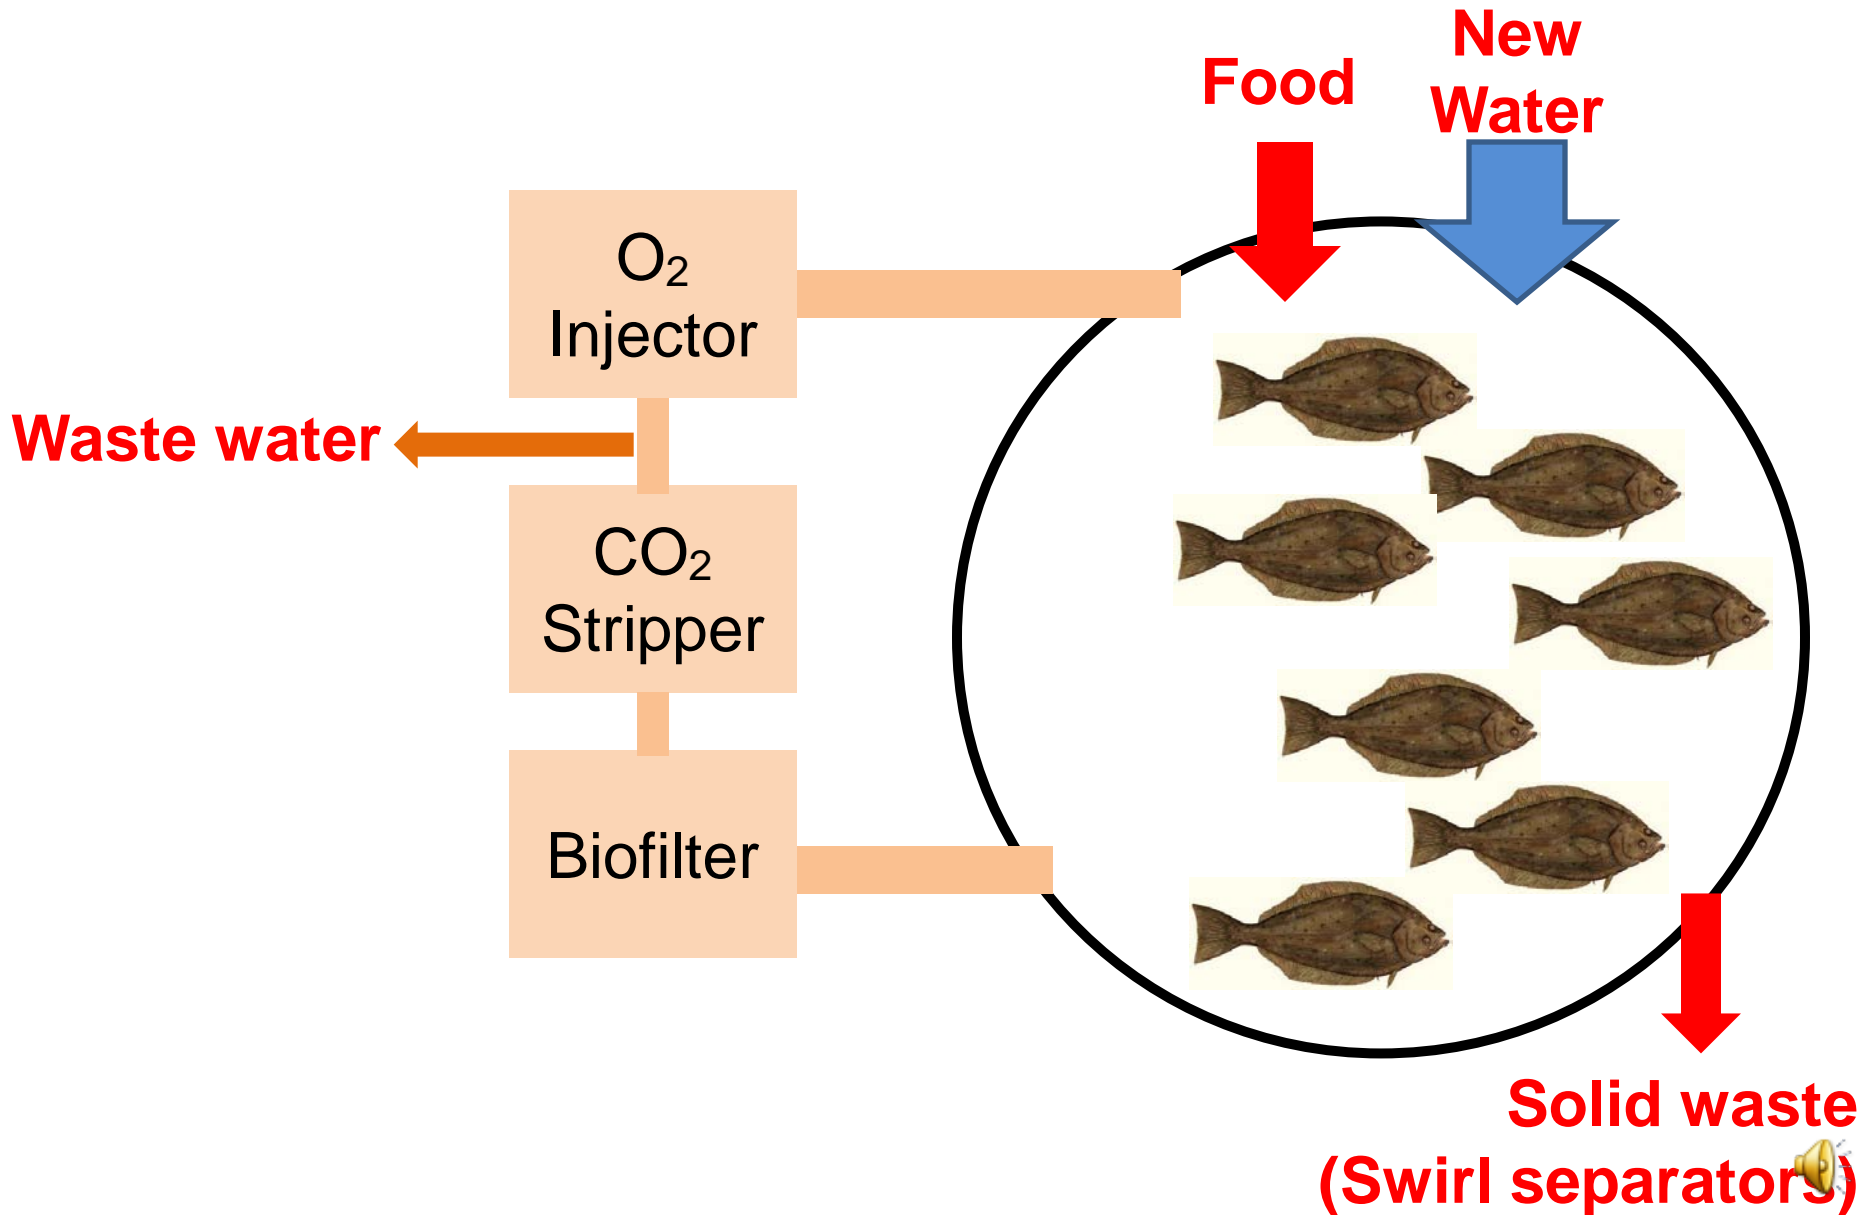 New
Water
Food
O₂
Injector
Waste water
CO₂
Stripper
Biofilter
Solid waste
(Swirl separators)